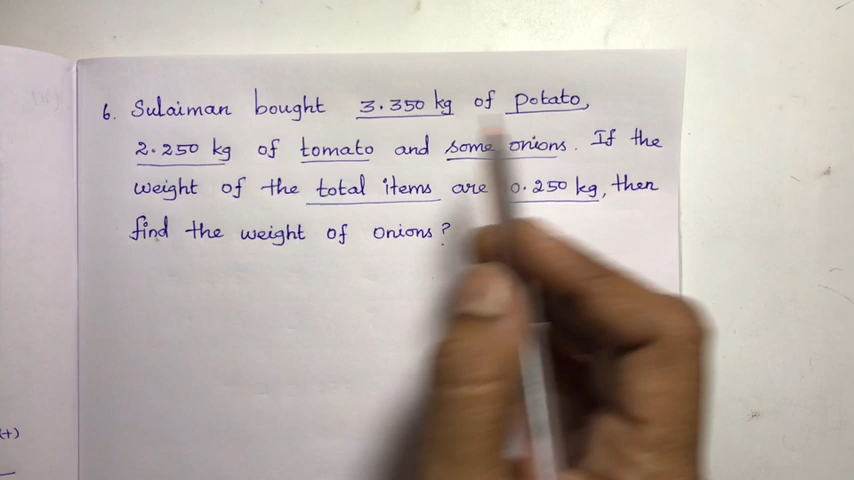 6. Sulaiman bought 3.350 kg of potato,
2.250 kg of tomato and some onions. If the
weight of the total items are 0.250 kg, then
find the weight of onions?
(+)